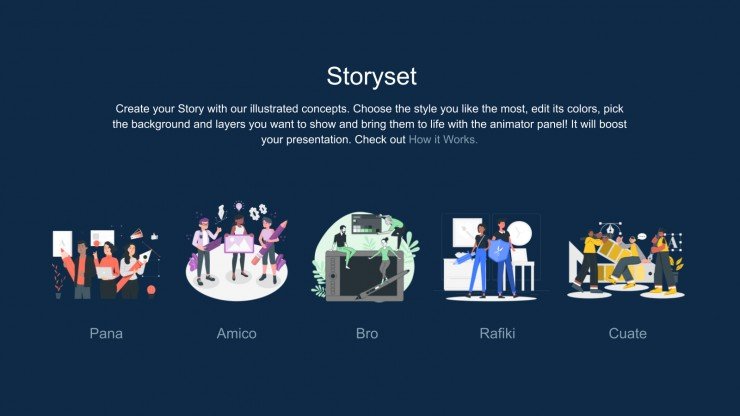 Storyset
Create your Story with our illustrated concepts. Choose the style you like the most, edit its colors, pick
the background and layers you want to show and bring them to life with the animator panel! It will boost
your presentation. Check out How it Works.
Pana
Amico
Bro
Rafiki
Cuate